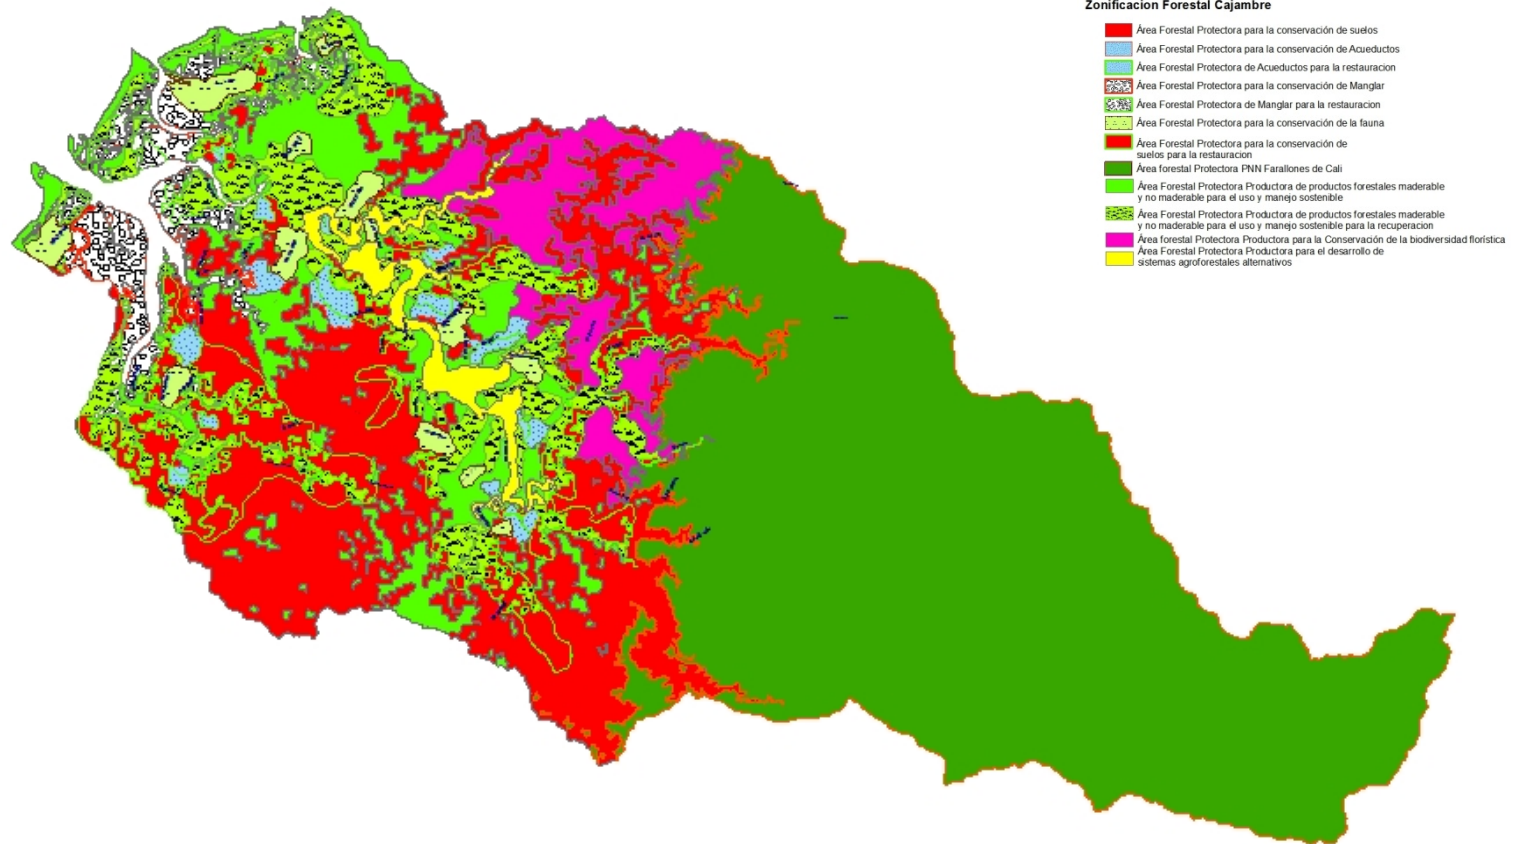 Zonificacion Forestal Cajambre
Área Forestal Protectora para la conservación de suelos
Área Forestal Protectora para la conservación de Acueductos
Área Forestal Protectora de Acueductos para la restauracion
Área Forestal Protectora para la conservación de Manglar
Área Forestal Protectora de Manglar para la restauracion
Área Forestal Protectora para la conservación de la fauna
Área Forestal Protectora para la conservación de
suelos para la restauracion
Área forestal Protectora PNN Farallones de Cali
Área Forestal Protectora Productora de productos forestales maderable
y no maderable para el uso y manejo sostenible
Área Forestal Protectora Productora de productos forestales maderable
y no maderable para el uso y manejo sostenible para la recuperacion
Área forestal Protectora Productora para la Conservación de la biodiversidad florística
Área Forestal Protectora Productora para el desarrollo de
sistemas agroforestales alternativos